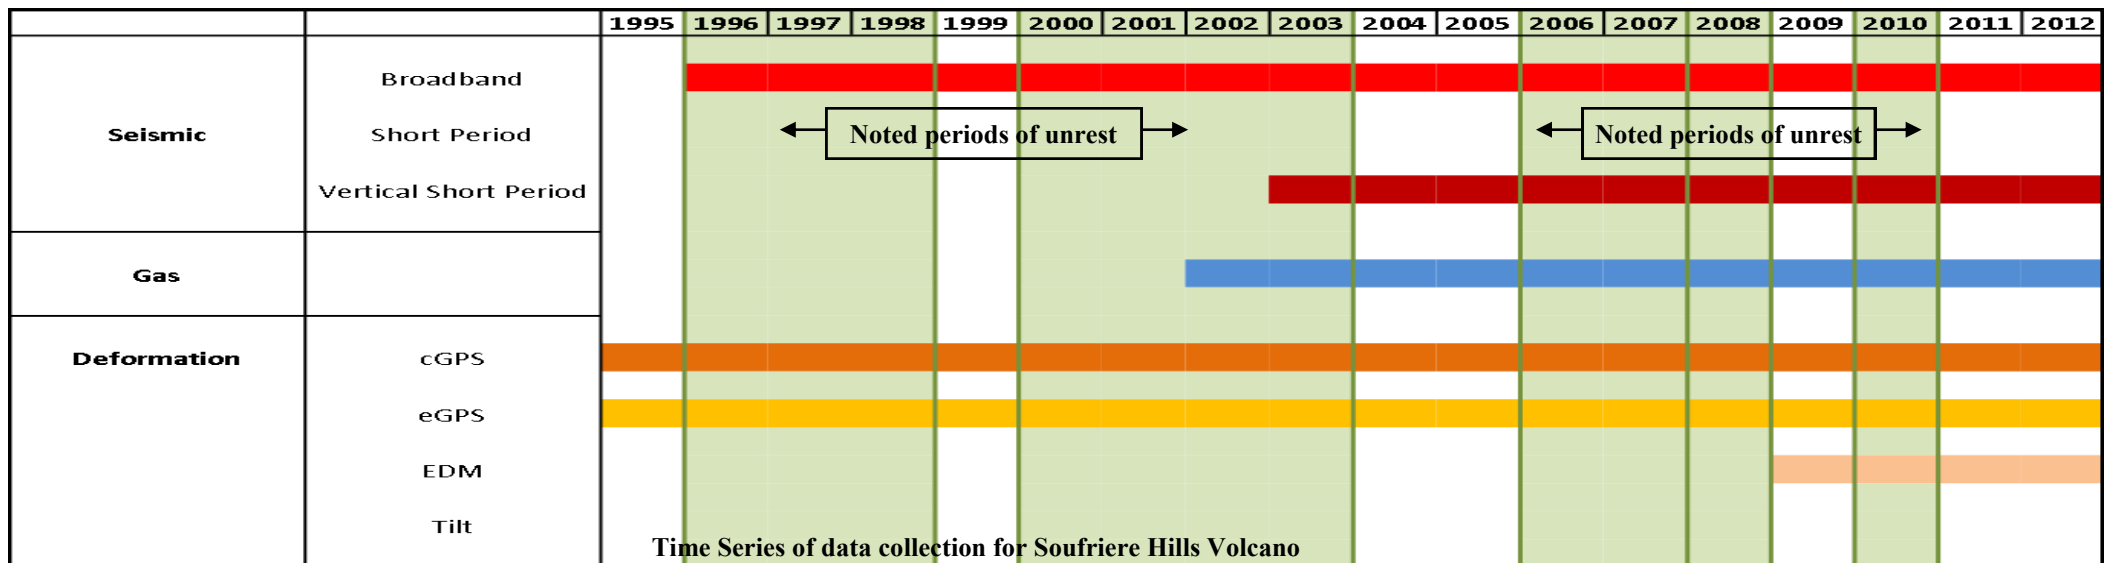 1995 1996 1997 1998 1999 2000 2001 2002 2003 2004 2005 2006 2007 2008 2009 2010 2011 2012
Broadband
Seismic Short Period Noted periods of unrest Noted periods of unrest
Vertical Short Period
Gas
Deformation cGPS
eGPS
EDM
Tilt
Time Series of data collection for Soufriere Hills Volcano